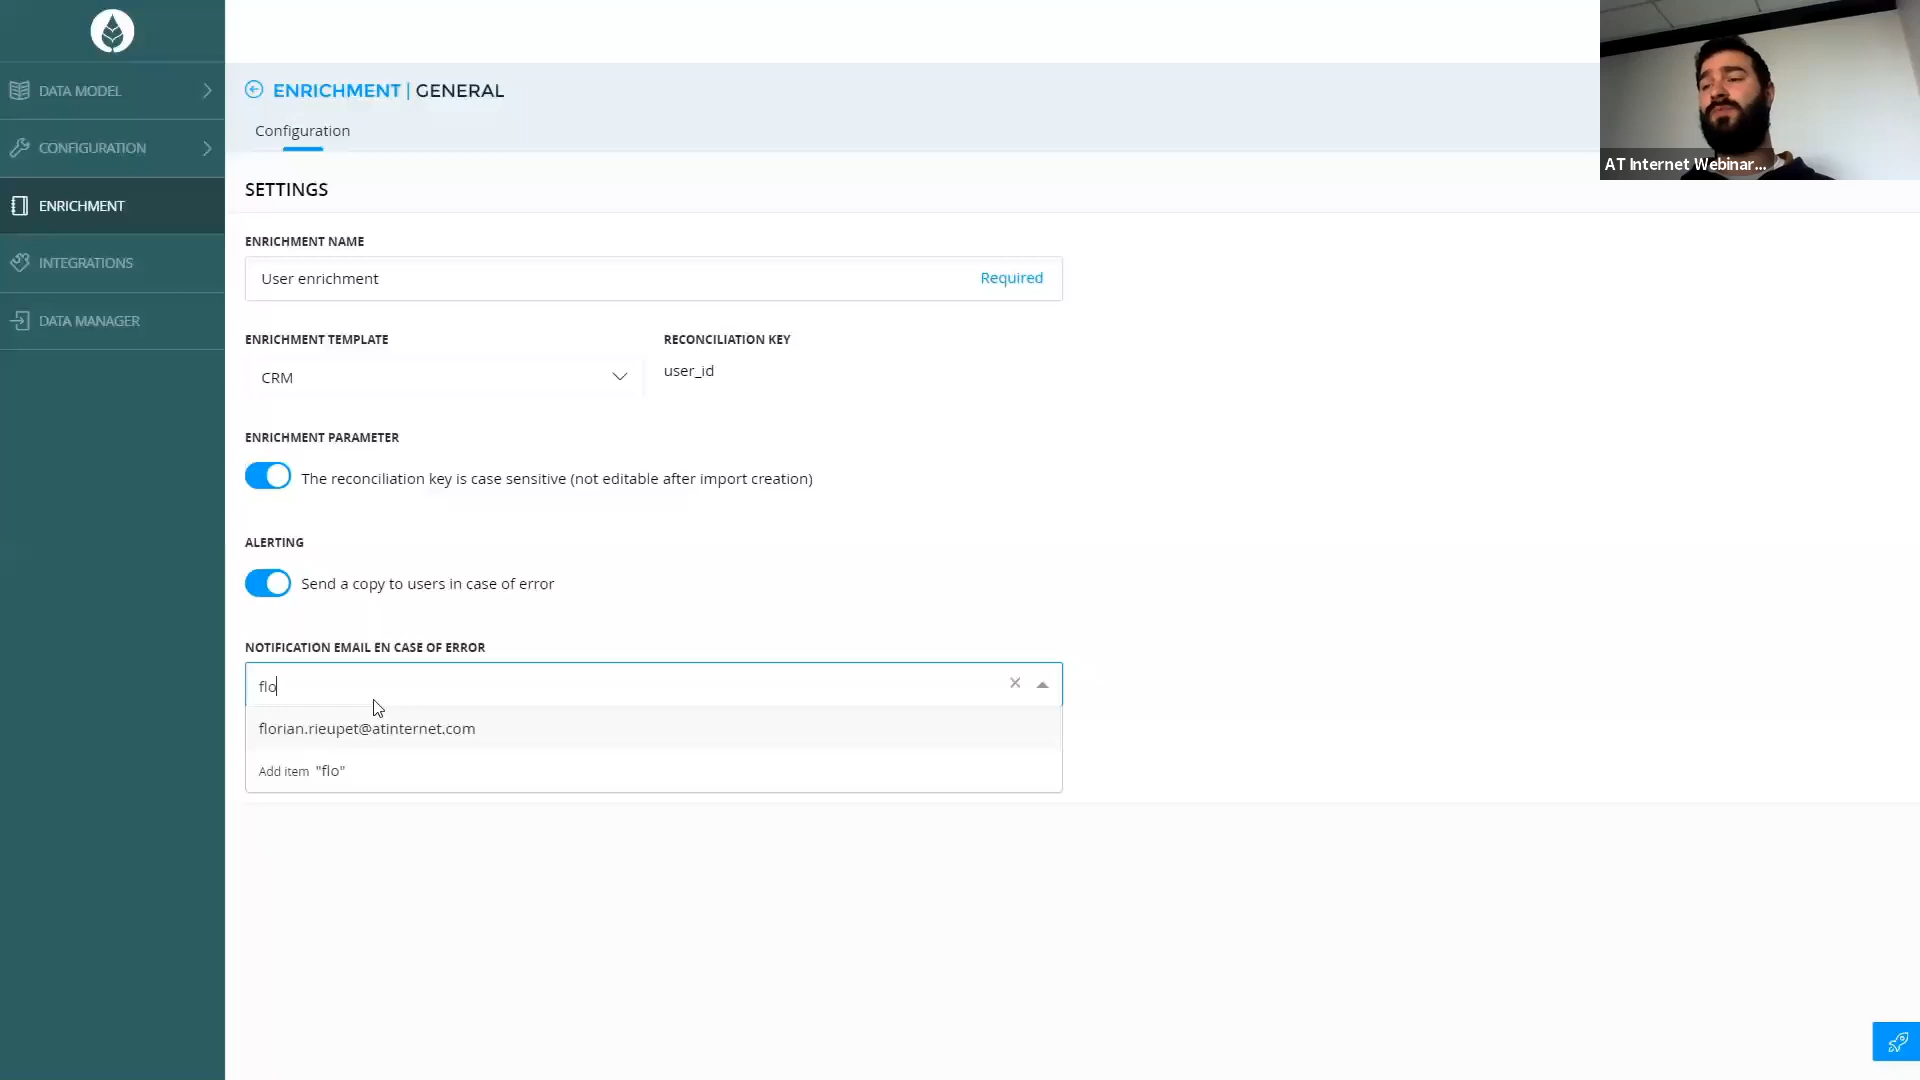 DATA MODEL
CONFIGURATION
ENRICHMENT
INTEGRATIONS
DATA MANAGER
ENRICHMENT | GENERAL
Configuration
AT Internet Webinar...
SETTINGS
ENRICHMENT NAME
User enrichment Required
ENRICHMENT TEMPLATE RECONCILIATION KEY
CRM user_id
ENRICHMENT PARAMETER
The reconciliation key is case sensitive (not editable after import creation)
ALERTING
Send a copy to users in case of error
NOTIFICATION EMAIL EN CASE OF ERROR
flo
florian.rieupet@atinternet.com
Add item "flo"